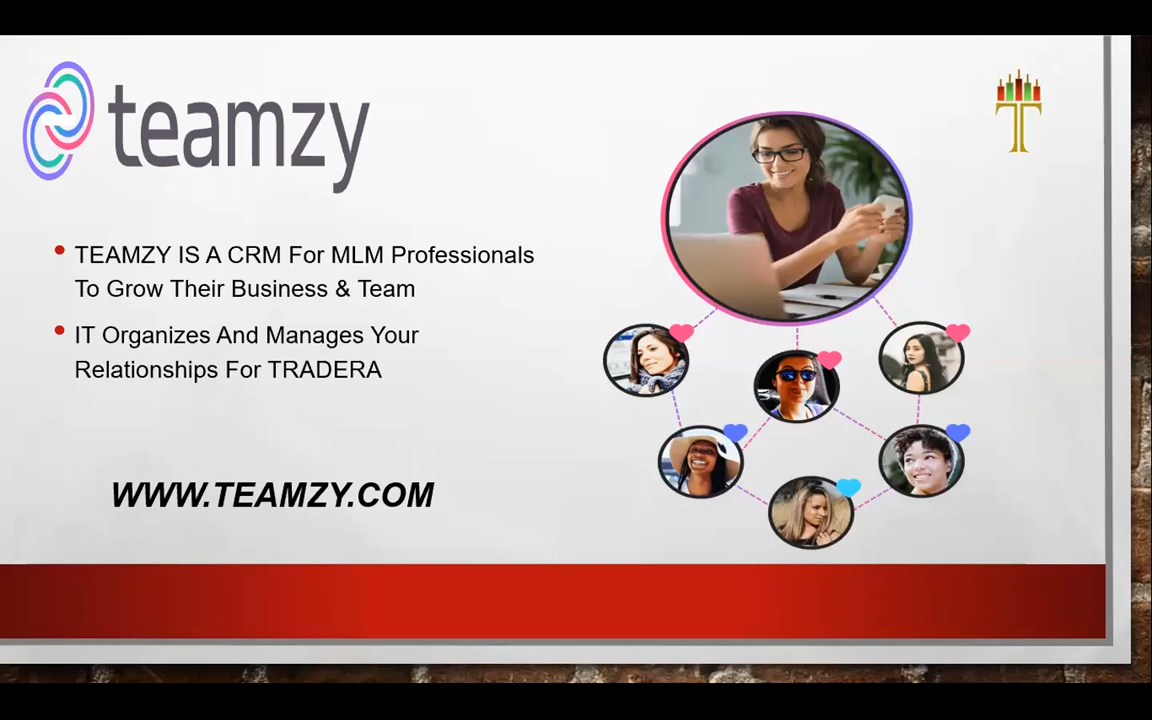 teamzy
TEAMZY IS A CRM For MLM Professionals
To Grow Their Business & Team
IT Organizes And Manages Your
Relationships For TRADERA
WWW.TEAMZY.COM